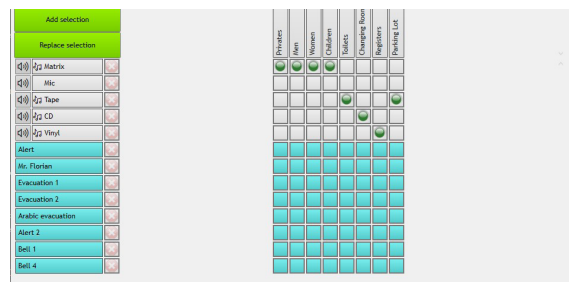 Add selection
Replace selection
Privates
Men
Women
Children
Toilets
Changing Room
Registers
Parking Lot
Matrix
Mic
Tape
CD
Vinyl
Alert
Mr. Florian
Evacuation 1
Evacuation 2
Arabic evacuation
Alert 2
Bell 1
Bell 4